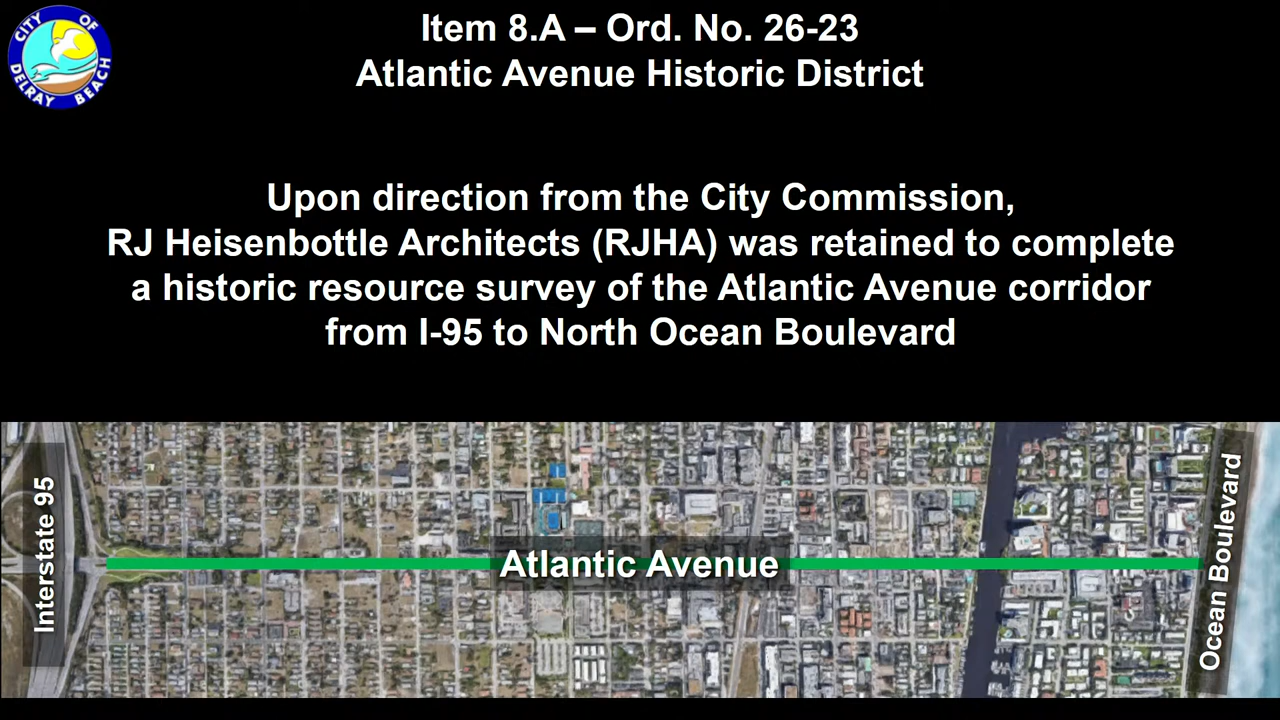 CITY OF
DELRAY BEACH
Item 8.A – Ord. No. 26-23
Atlantic Avenue Historic District
Upon direction from the City Commission,
RJ Heisenbottle Architects (RJHA) was retained to complete
a historic resource survey of the Atlantic Avenue corridor
from I-95 to North Ocean Boulevard
Interstate 95
Atlantic Avenue
Ocean Boulevard